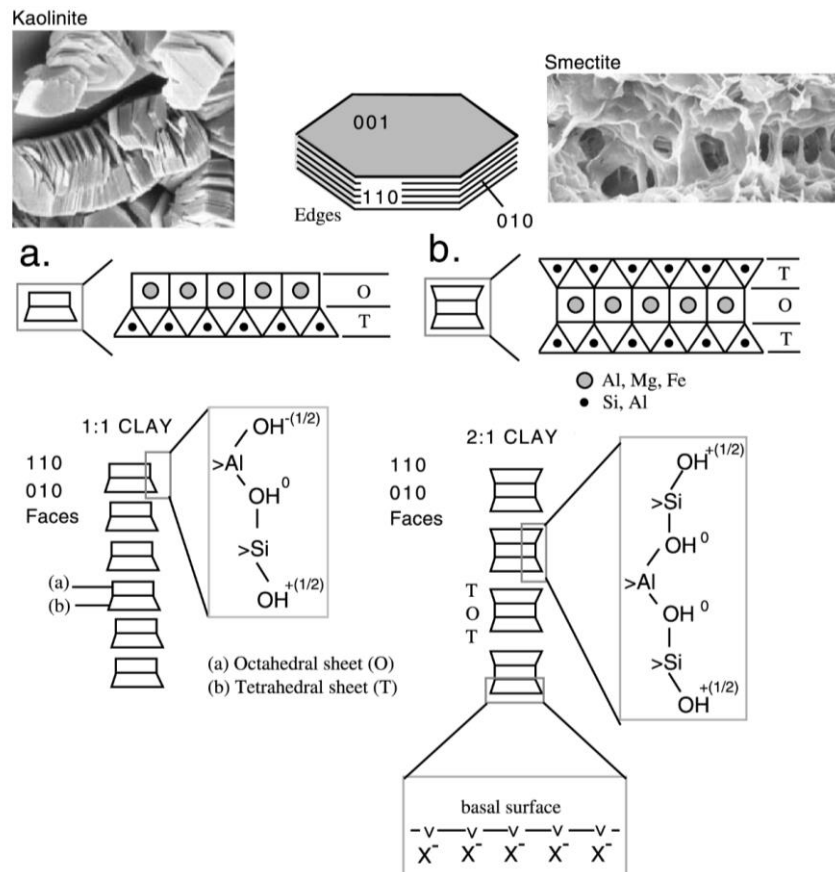 Kaolinite
Smectite
001
110
010
Edges
a.
O
T
b.
T
O
T
Al, Mg, Fe
Si, Al
1:1 CLAY
110
010
Faces
OH-(1/2)
>Al
OH0
>Si
OH+(1/2)
(a)
(b)
(a) Octahedral sheet (O)
(b) Tetrahedral sheet (T)
2:1 CLAY
110
010
Faces
T
O
T
OH+(1/2)
>Si
OH0
>Al
OH0
>Si
OH+(1/2)
basal surface
-v—v—v—v—v-
X- X- X- X- X-